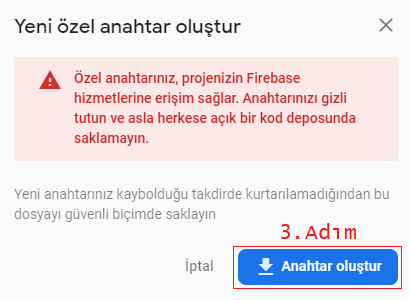 Yeni özel anahtar oluştur
Özel anahtarınız, projenizin Firebase
hizmetlerine erişim sağlar. Anahtarınızı gizli
tutun ve asla herkese açık bir kod deposunda
saklamayın.
Yeni anahtarınız kaybolduğu takdirde kurtarılamadığından bu
dosyayı güvenli biçimde saklayın
3.Adım
İptal
Anahtar oluştur